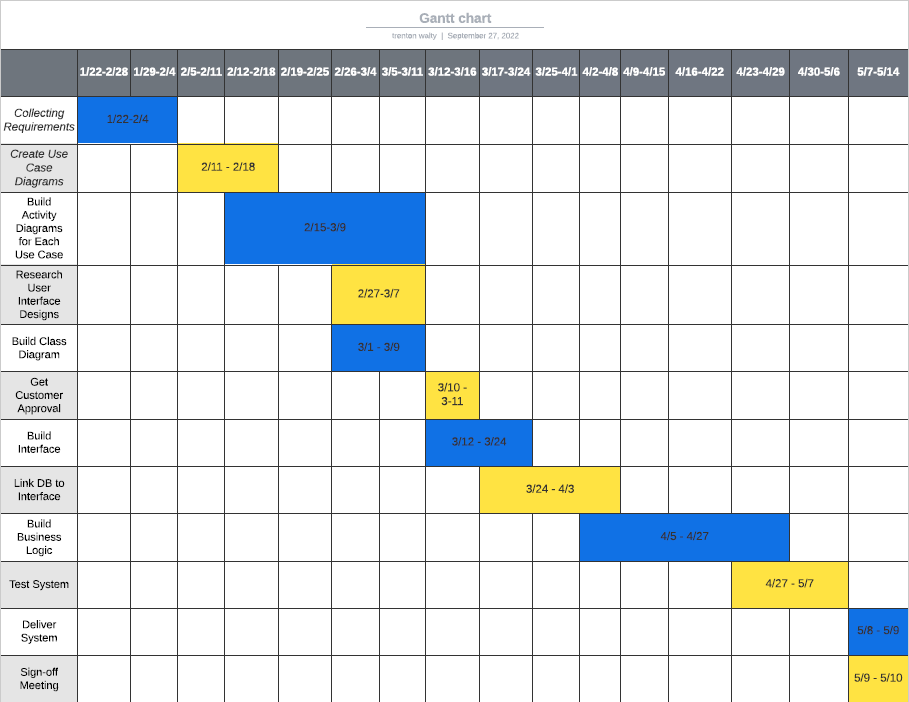 Gantt chart
trenton walty | September 27, 2022
1/22-2/28 1/29-2/4 2/5-2/11 2/12-2/18 2/19-2/25 2/26-3/4 3/5-3/11 3/12-3/16 3/17-3/24 3/25-4/1 4/2-4/8 4/9-4/15 4/16-4/22 4/23-4/29 4/30-5/6 5/7-5/14
Collecting
Requirements
1/22-2/4
Create Use
Case
Diagrams
2/11 - 2/18
Build
Activity
Diagrams
for Each
Use Case
2/15-3/9
Research
User
Interface
Designs
2/27-3/7
Build Class
Diagram
3/1 - 3/9
Get
Customer
Approval
3/10 -
3-11
Build
Interface
3/12 - 3/24
Link DB to
Interface
3/24 - 4/3
Build
Business
Logic
4/5 - 4/27
Test System
4/27 - 5/7
Deliver
System
5/8 - 5/9
Sign-off
Meeting
5/9 - 5/10